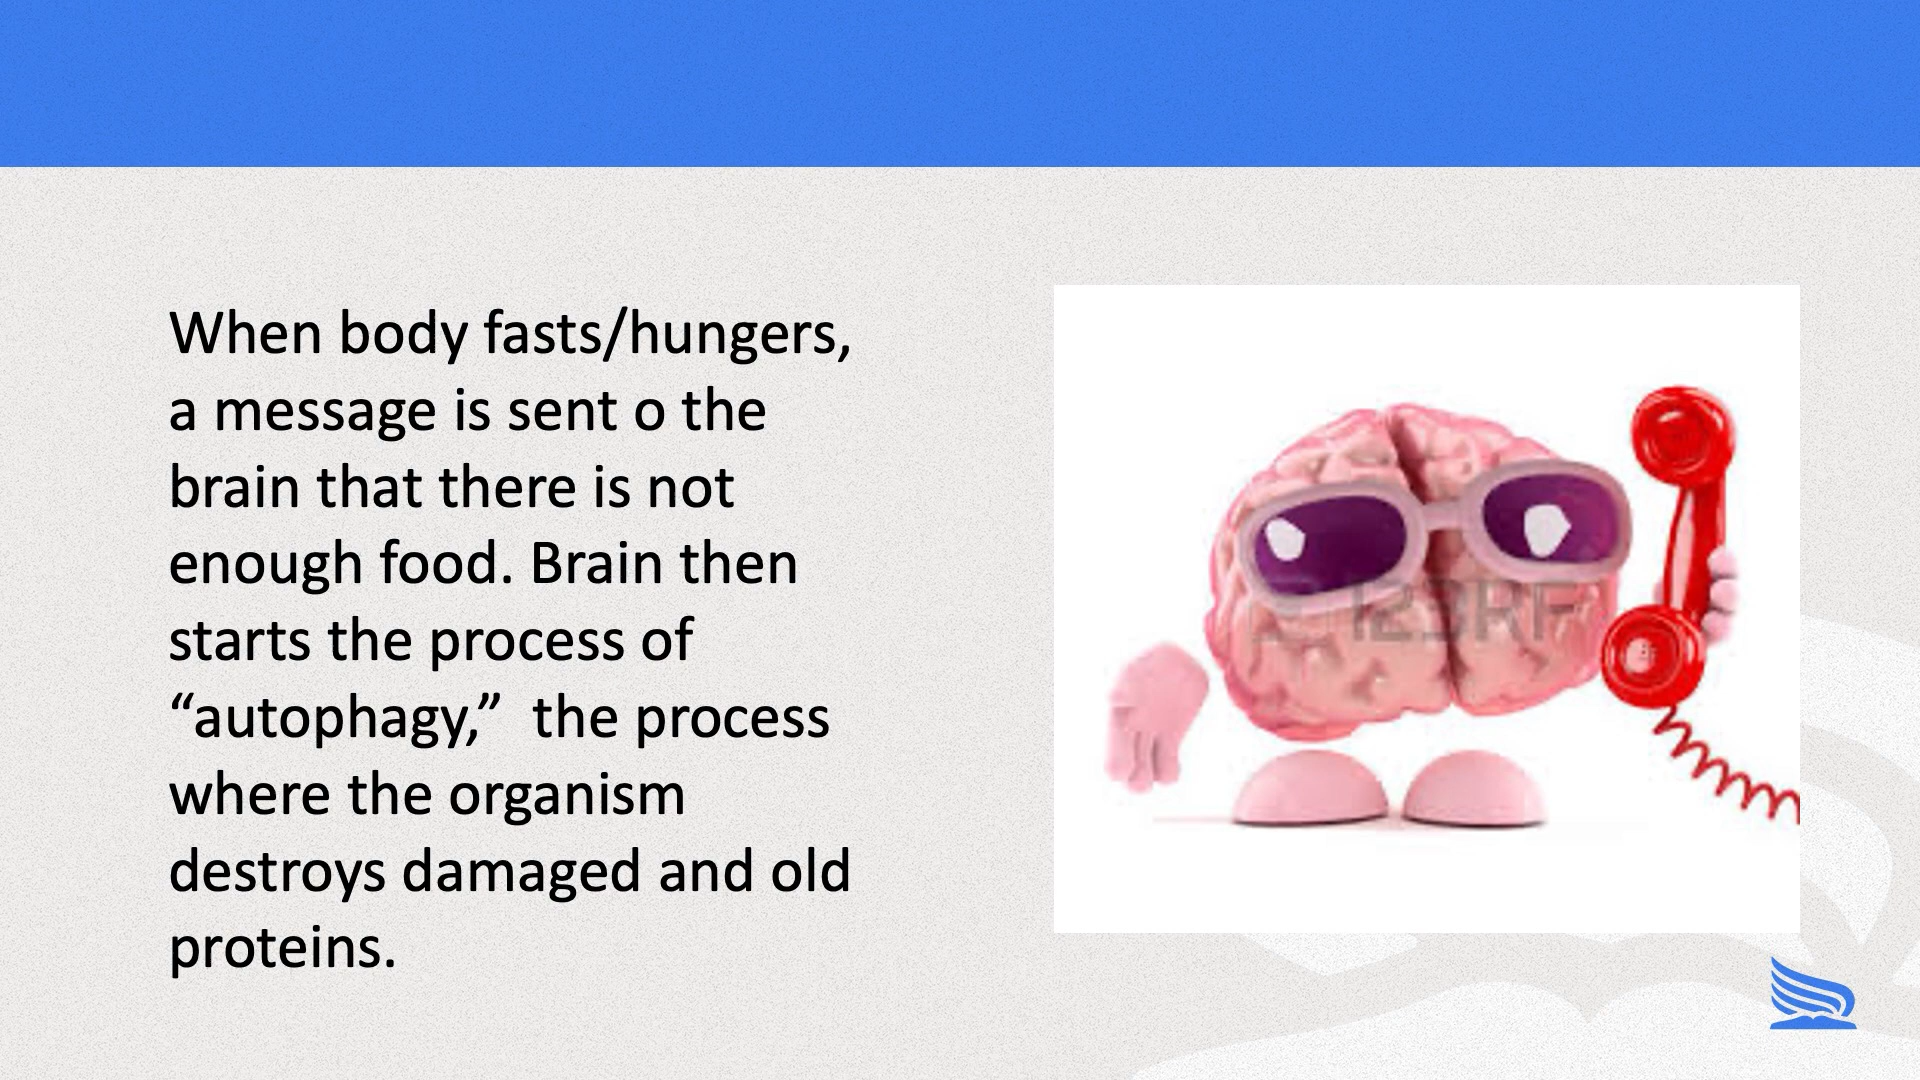 When body fasts/hungers,
a message is sent o the
brain that there is not
enough food. Brain then
starts the process of
“autophagy,”  the process
where the organism
destroys damaged and old
proteins.
123RF